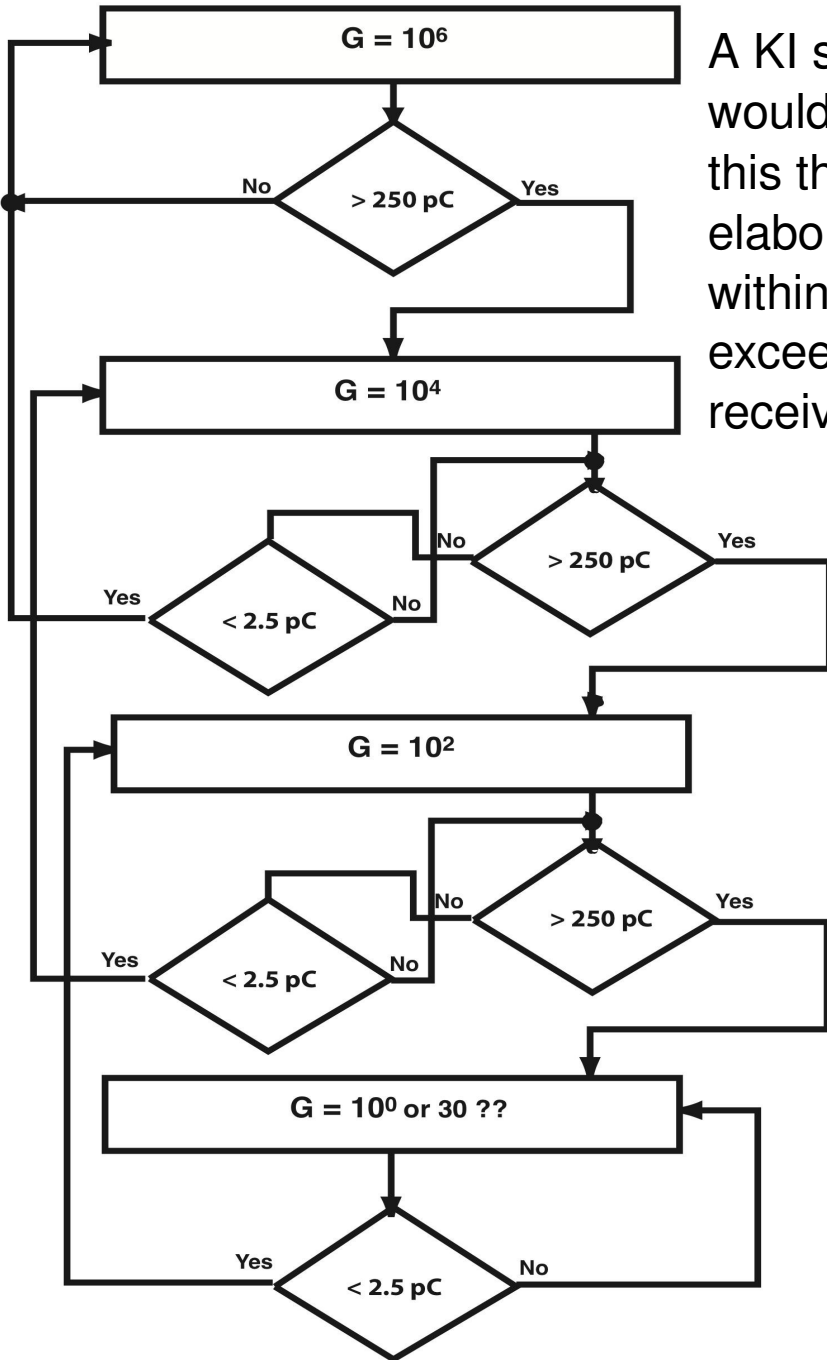 G = 10⁶
A KI s
would
this th
elabo
within
excee
receiv
No
> 250 pC
Yes
G = 10⁴
No
> 250 pC
Yes
Yes
< 2.5 pC
No
G = 10²
No
> 250 pC
Yes
Yes
< 2.5 pC
No
G = 10⁰ or 30 ??
Yes
< 2.5 pC
No